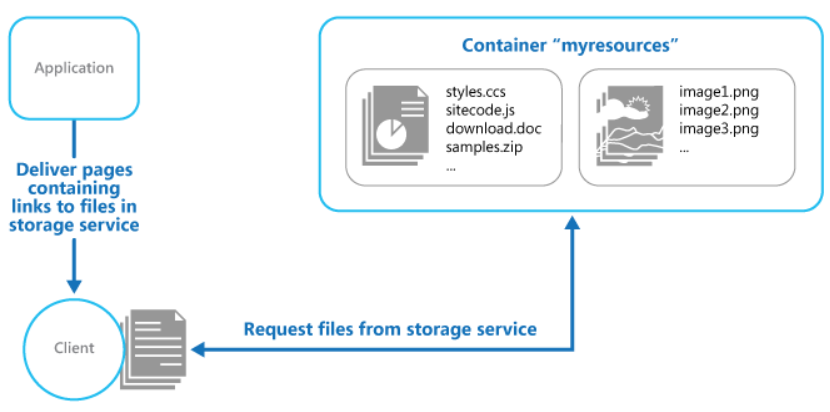 Application
Deliver pages
containing
links to files in
storage service
Client
Container “myresources”
styles.ccs
sitecode.js
download.doc
samples.zip
...
image1.png
image2.png
image3.png
...
Request files from storage service